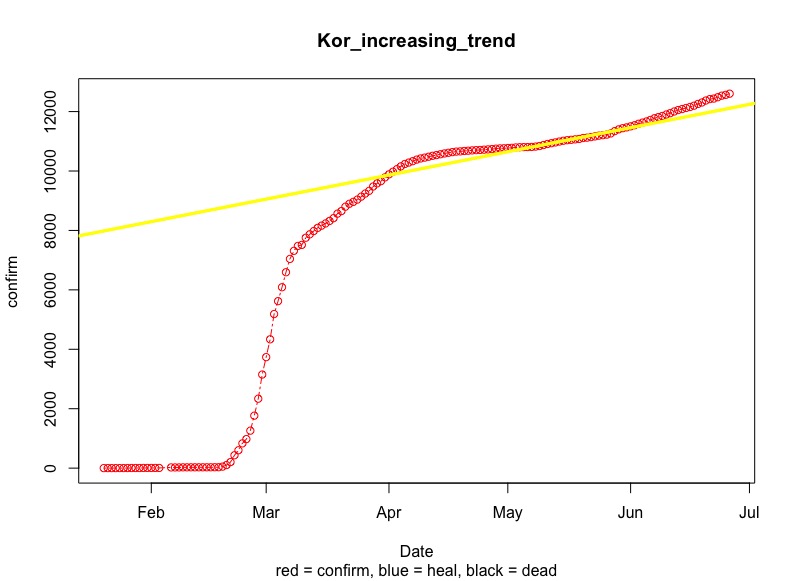 Kor_increasing_trend
confirm
12000
10000
8000
6000
4000
2000
0
Feb Mar Apr May Jun Jul
Date
red = confirm, blue = heal, black = dead